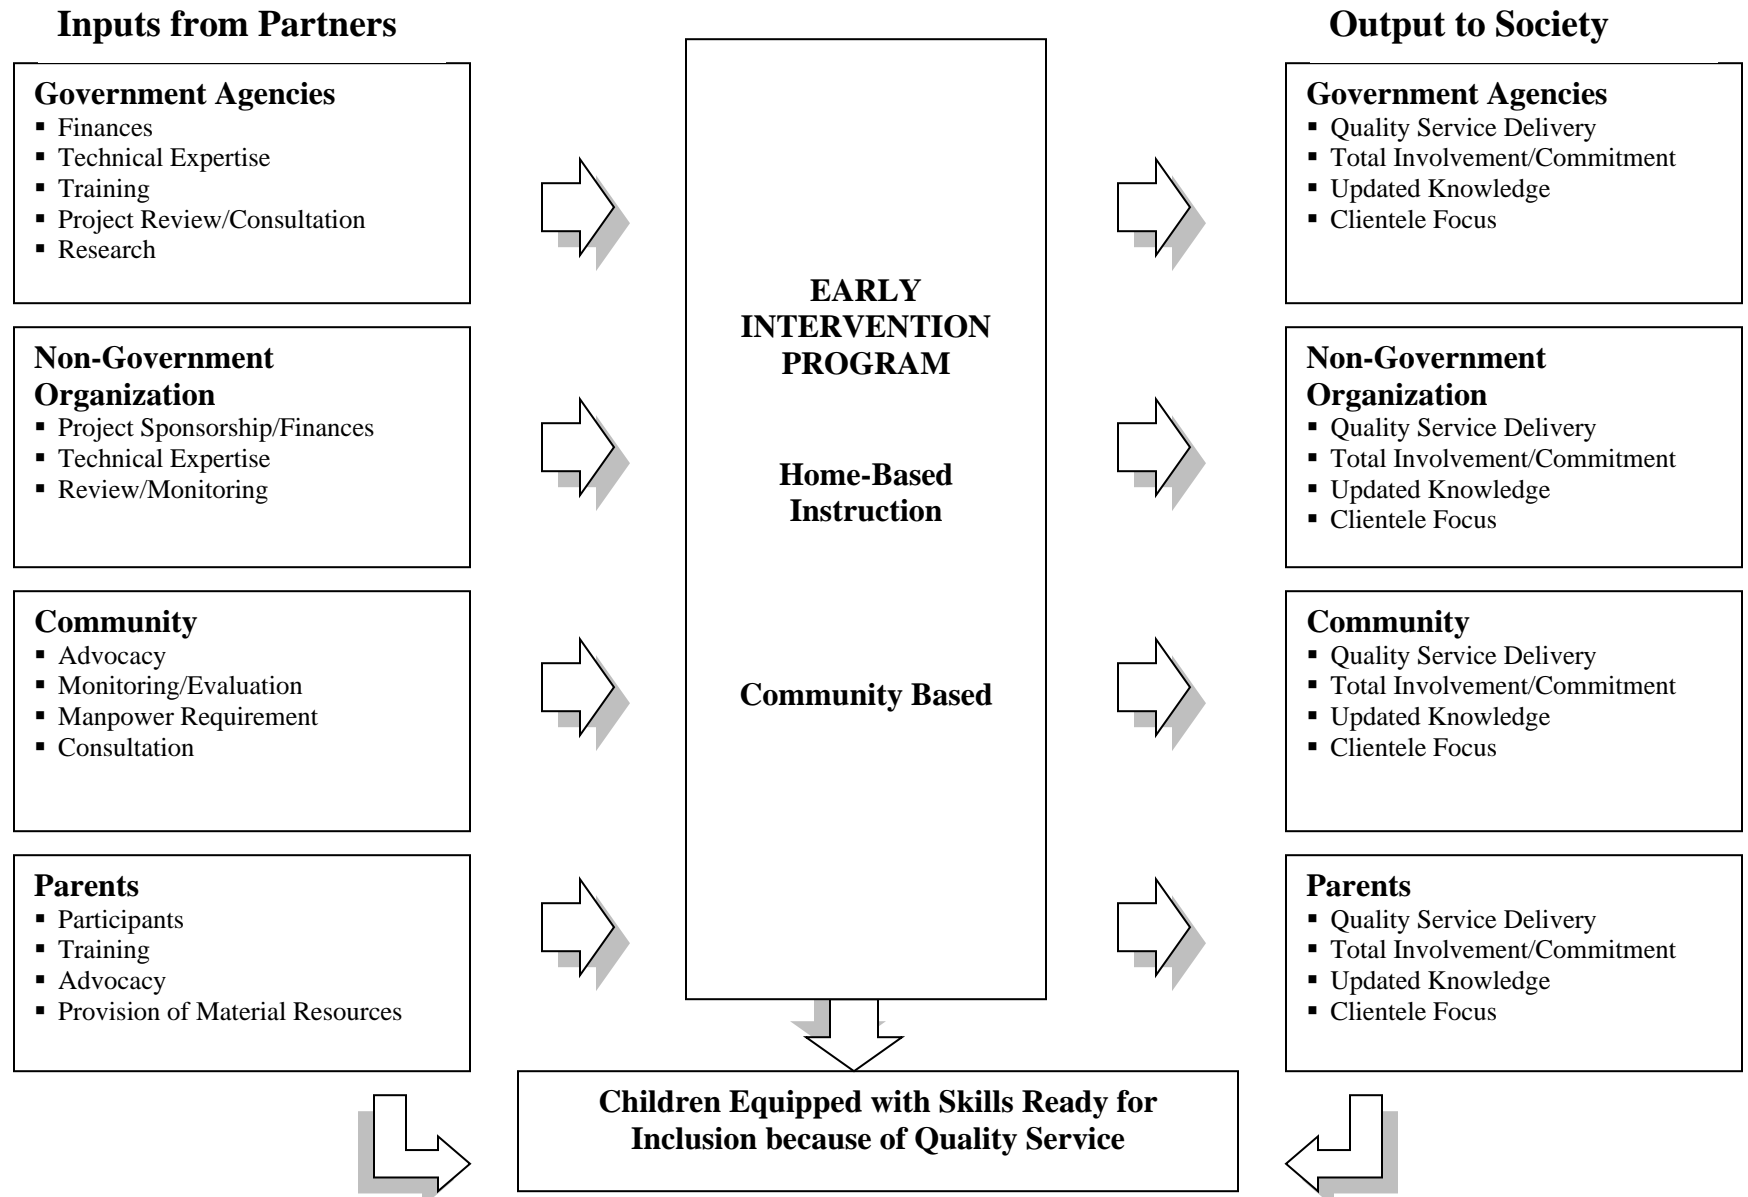 Inputs from Partners
Government Agencies
▪ Finances
▪ Technical Expertise
▪ Training
▪ Project Review/Consultation
▪ Research
Non-Government
Organization
▪ Project Sponsorship/Finances
▪ Technical Expertise
▪ Review/Monitoring
Community
▪ Advocacy
▪ Monitoring/Evaluation
▪ Manpower Requirement
▪ Consultation
Parents
▪ Participants
▪ Training
▪ Advocacy
▪ Provision of Material Resources
EARLY
INTERVENTION
PROGRAM
Home-Based
Instruction
Community Based
Output to Society
Government Agencies
▪ Quality Service Delivery
▪ Total Involvement/Commitment
▪ Updated Knowledge
▪ Clientele Focus
Non-Government
Organization
▪ Quality Service Delivery
▪ Total Involvement/Commitment
▪ Updated Knowledge
▪ Clientele Focus
Community
▪ Quality Service Delivery
▪ Total Involvement/Commitment
▪ Updated Knowledge
▪ Clientele Focus
Parents
▪ Quality Service Delivery
▪ Total Involvement/Commitment
▪ Updated Knowledge
▪ Clientele Focus
Children Equipped with Skills Ready for
Inclusion because of Quality Service